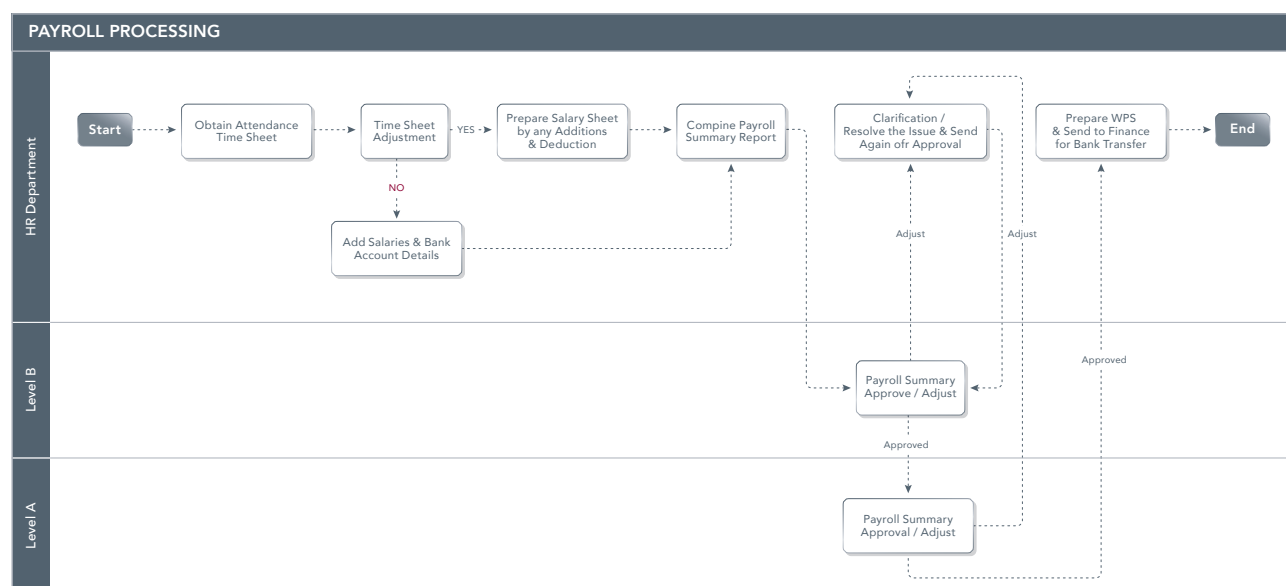 PAYROLL PROCESSING
HR Department
Start
Obtain Attendance
Time Sheet
Time Sheet
Adjustment
YES
Prepare Salary Sheet
by any Additions
& Deduction
Compine Payroll
Summary Report
Clarification /
Resolve the Issue & Send
Again ofr Approval
Prepare WPS
& Send to Finance
for Bank Transfer
End
NO
Add Salaries & Bank
Account Details
Adjust
Adjust
Level B
Payroll Summary
Approve / Adjust
Approved
Approved
Level A
Payroll Summary
Approval / Adjust